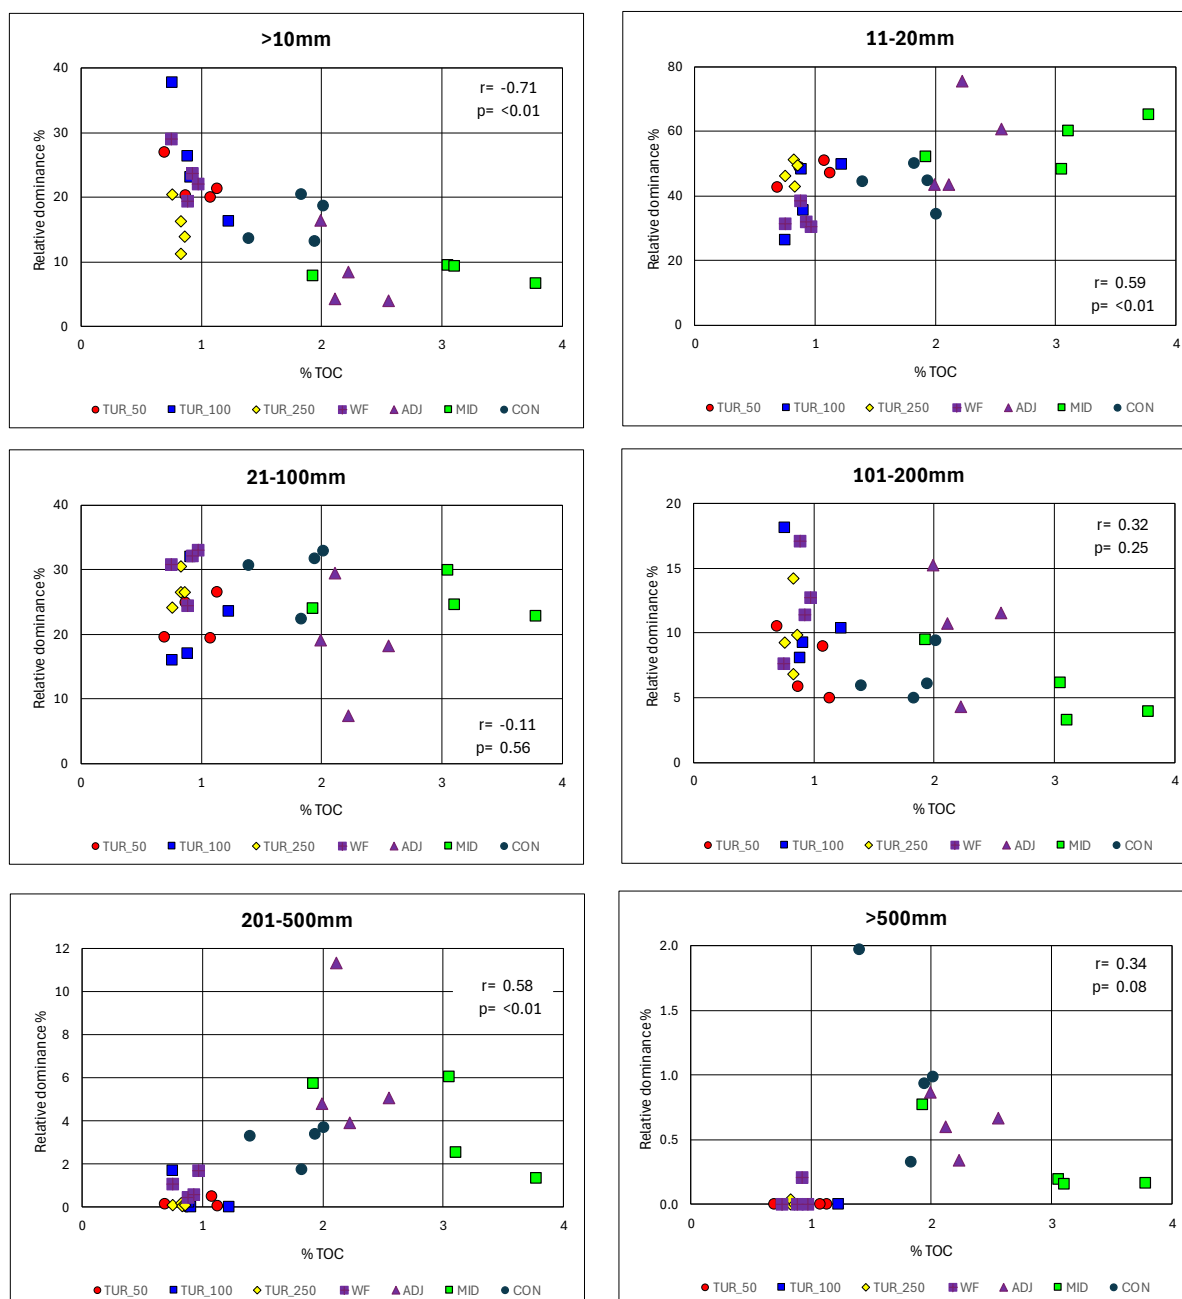 >10mm
40
30
20
10
0
0 1 2 3 4
Relative dominance %
% TOC
r= -0.71
p= <0.01
TUR_50 TUR_100 TUR_250 WF ADJ MID CON
11-20mm
80
60
40
20
0
0 1 2 3 4
Relative dominance %
% TOC
r= 0.59
p= <0.01
TUR_50 TUR_100 TUR_250 WF ADJ MID CON
21-100mm
40
30
20
10
0
0 1 2 3 4
Relative dominance %
% TOC
r= -0.11
p= 0.56
TUR_50 TUR_100 TUR_250 WF ADJ MID CON
101-200mm
20
15
10
5
0
0 1 2 3 4
Relative dominance %
% TOC
r= 0.32
p= 0.25
TUR_50 TUR_100 TUR_250 WF ADJ MID CON
201-500mm
12
10
8
6
4
2
0
0 1 2 3 4
Relative dominance %
% TOC
r= 0.58
p= <0.01
TUR_50 TUR_100 TUR_250 WF ADJ MID CON
>500mm
2.0
1.5
1.0
0.5
0.0
0 1 2 3 4
Relative dominance %
% TOC
r= 0.34
p= 0.08
TUR_50 TUR_100 TUR_250 WF ADJ MID CON